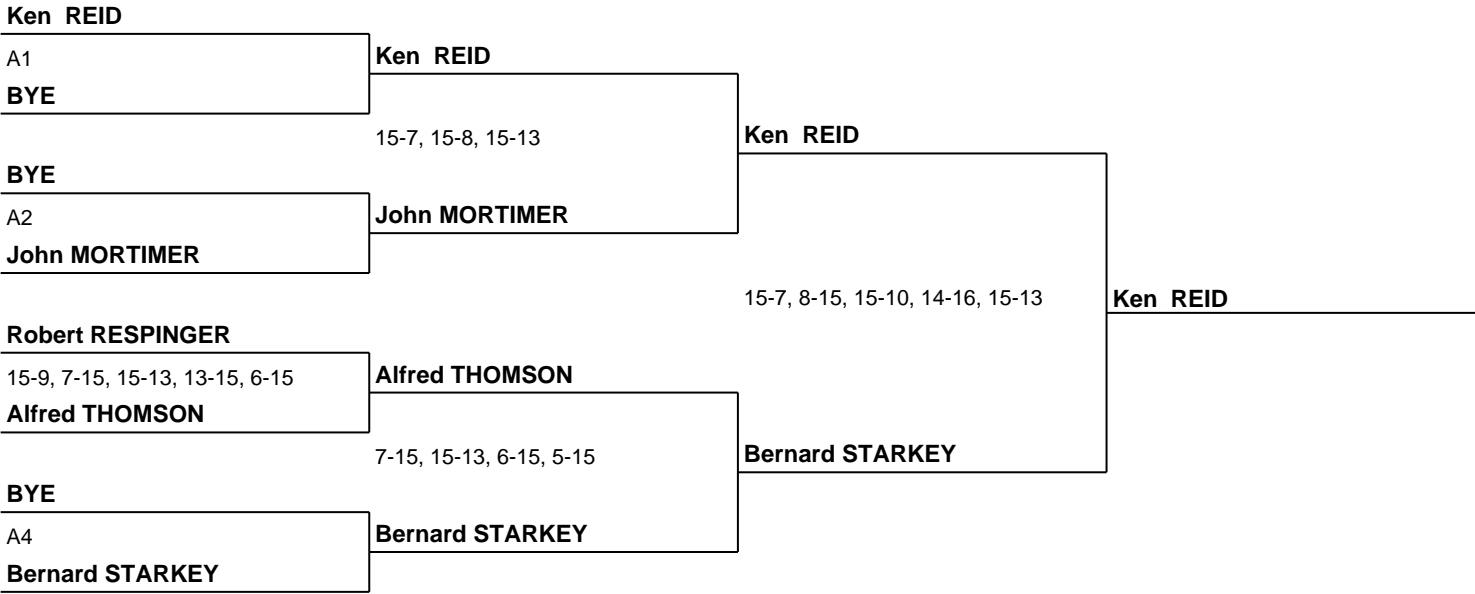 Ken  REID
A1
BYE
BYE
A2
John MORTIMER
Robert RESPINGER
15-9, 7-15, 15-13, 13-15, 6-15
Alfred THOMSON
BYE
A4
Bernard STARKEY
Ken  REID
15-7, 15-8, 15-13
John MORTIMER
Alfred THOMSON
7-15, 15-13, 6-15, 5-15
Bernard STARKEY
Ken  REID
15-7, 8-15, 15-10, 14-16, 15-13
Bernard STARKEY
Ken  REID